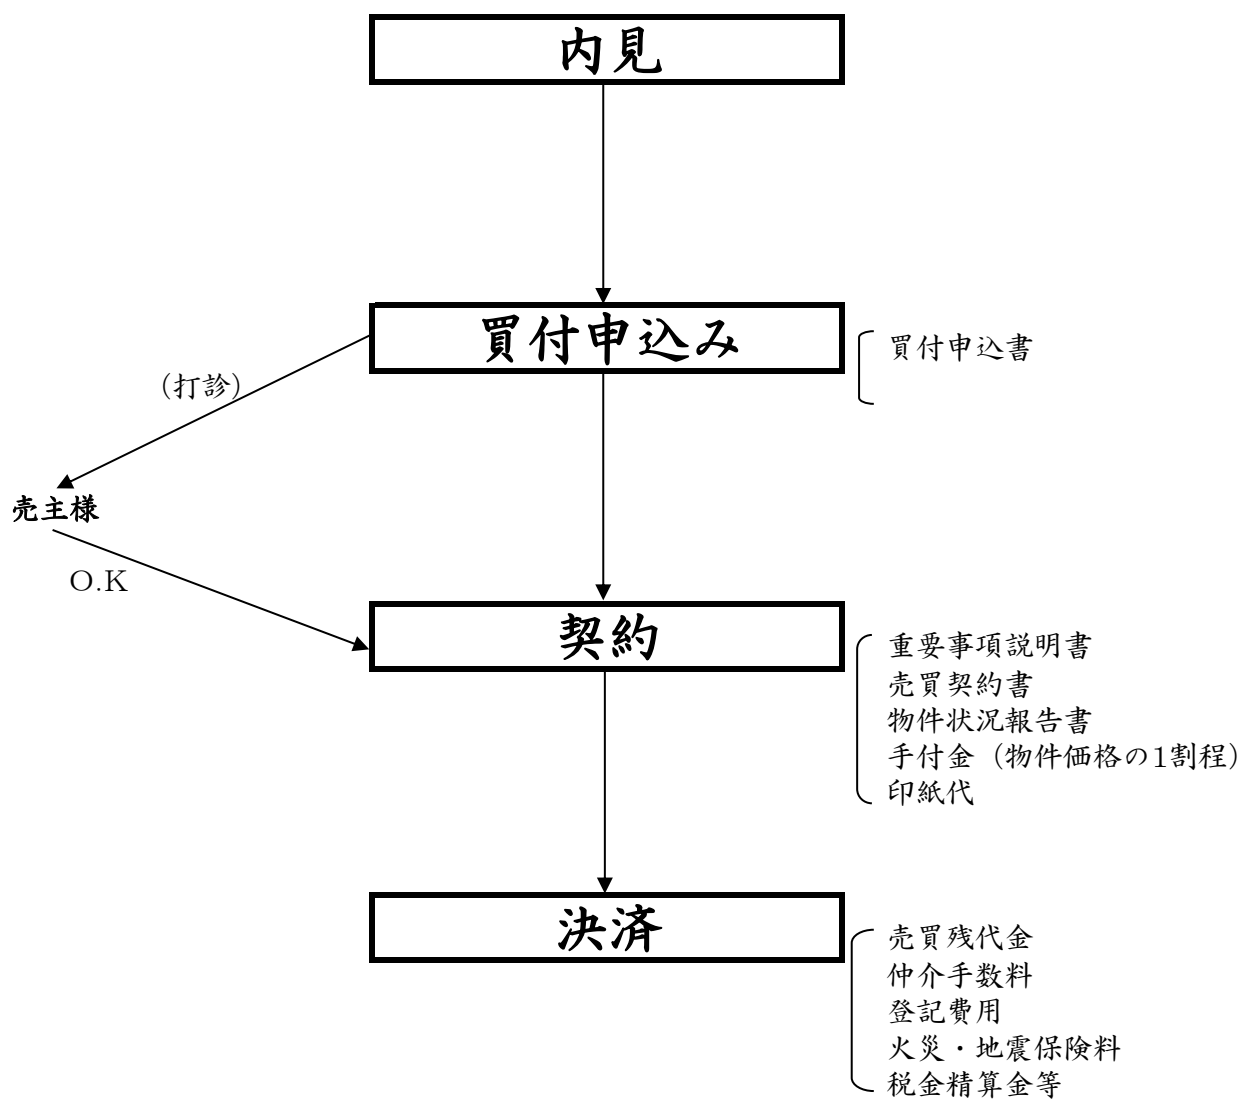 内見
買付申込み
買付申込書
（打診）
売主様
O.K
契約
重要事項説明書
売買契約書
物件状況報告書
手付金（物件価格の1割程）
印紙代
決済
売買残代金
仲介手数料
登記費用
火災・地震保険料
税金精算金等